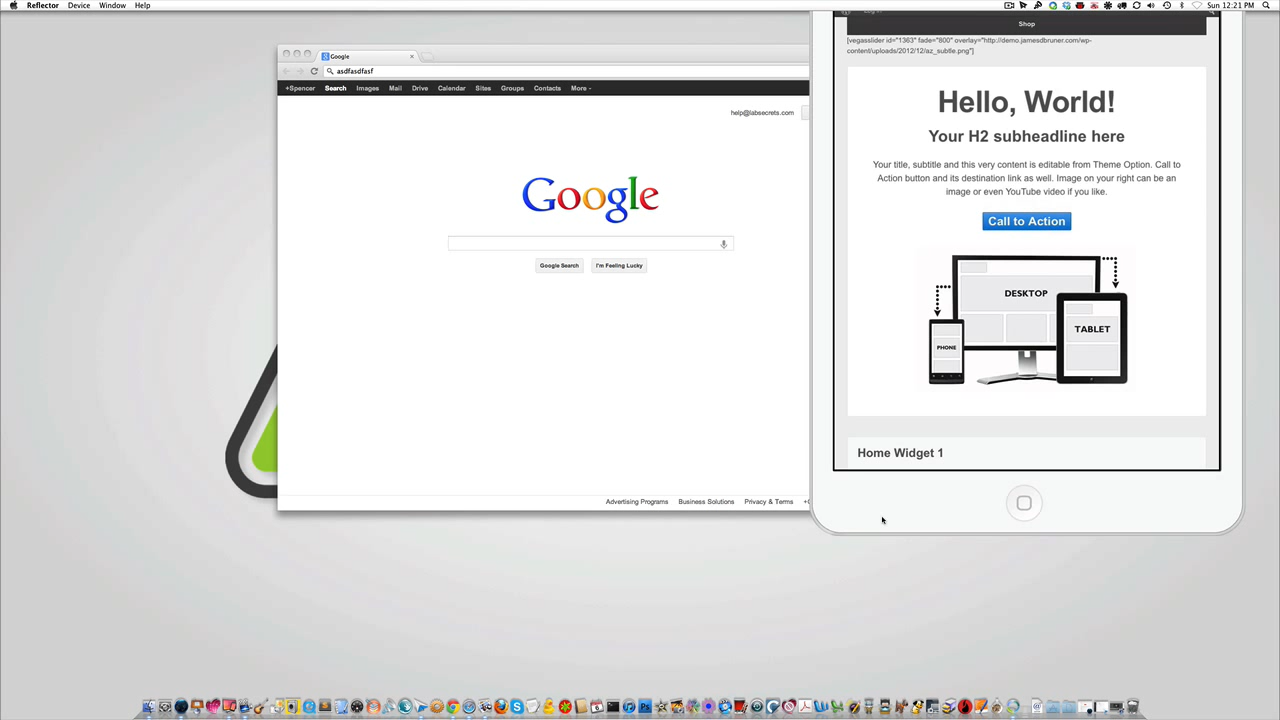 Reflector Device Window Help
Sun 12:21 PM
Google
asdfasdfasf
+Spencer Search Images Mail Drive Calendar Sites Groups Contacts More
help@labsecrets.com
Google
Google Search I'm Feeling Lucky
Advertising Programs Business Solutions Privacy & Terms
Shop
[vegasslider id="1363" fade="800" overlay="http://demo.jamesdbruner.com/wp-
content/uploads/2012/12/az_subtle.png"]
Hello, World!
Your H2 subheadline here
Your title, subtitle and this very content is editable from Theme Option. Call to
Action button and its destination link as well. Image on your right can be an
image or even YouTube video if you like.
Call to Action
DESKTOP
TABLET
PHONE
Home Widget 1